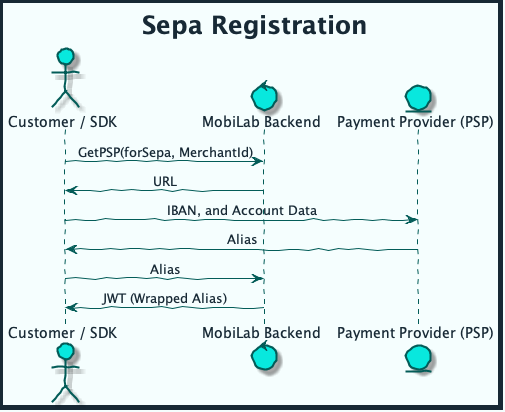 Sepa Registration
Customer / SDK
MobiLab Backend
Payment Provider (PSP)
GetPSP(forSepa, MerchantId)
URL
IBAN, and Account Data
Alias
Alias
JWT (Wrapped Alias)
Customer / SDK
MobiLab Backend
Payment Provider (PSP)